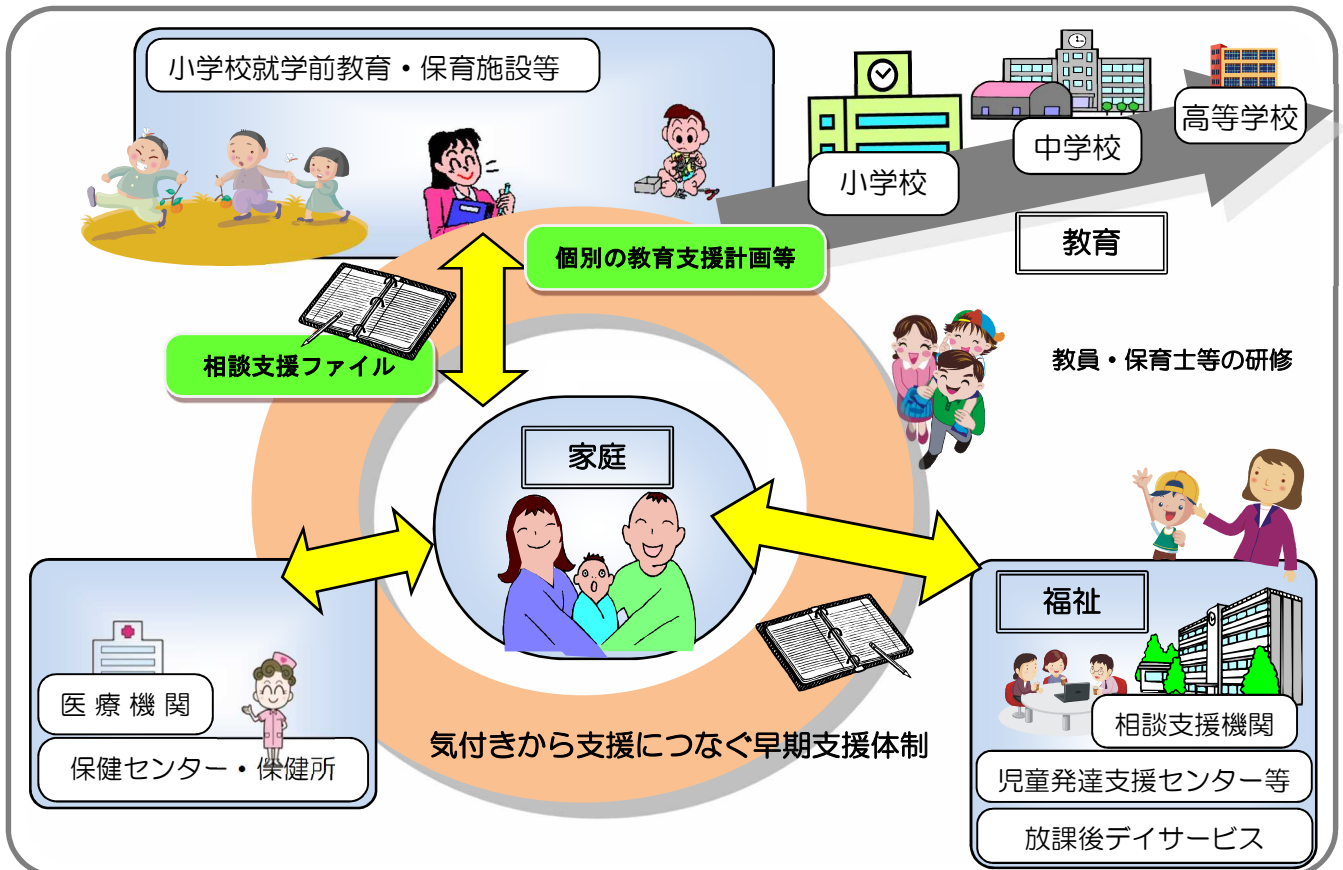 小学校就学前教育・保育施設等
小学校
中学校
高等学校
教育
個別の教育支援計画等
相談支援ファイル
教員・保育士等の研修
家庭
福祉
医療機関
保健センター・保健所
相談支援機関
児童発達支援センター等
放課後デイサービス
気付きから支援につなぐ早期支援体制